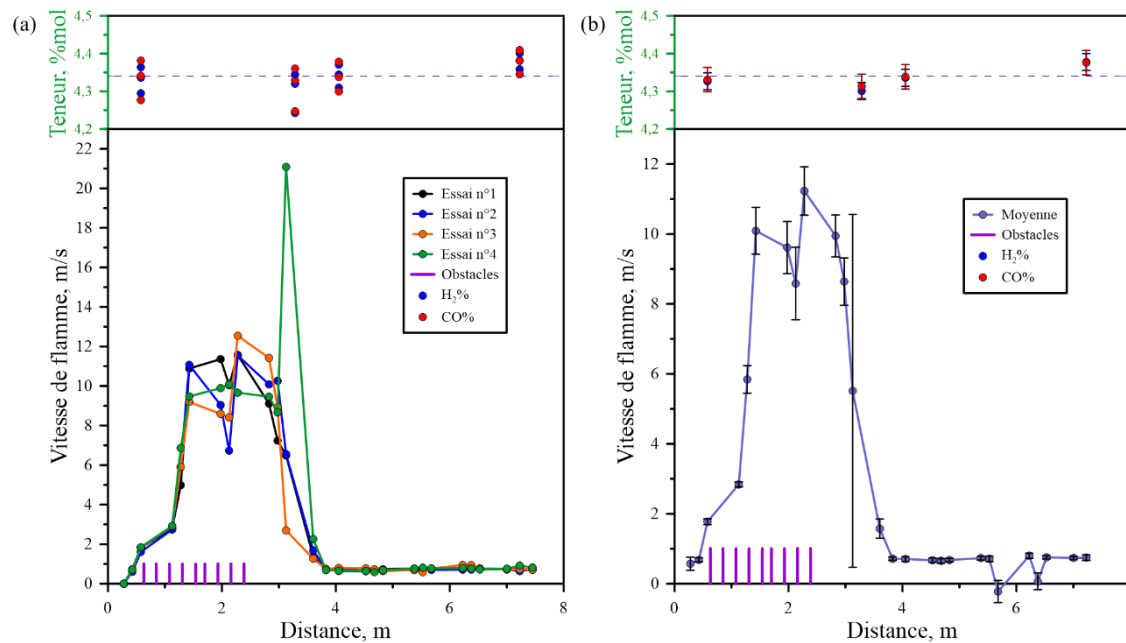 (a)
Teneur, %mol
4,5
4,4
4,3
4,2
Vitesse de flamme, m/s
22
20
18
16
14
12
10
8
6
4
2
0
Essai n°1
Essai n°2
Essai n°3
Essai n°4
Obstacles
H₂%
CO%
0
2
4
6
8
Distance, m
(b)
Teneur, %mol
4,5
4,4
4,3
4,2
Vitesse de flamme, m/s
12
10
8
6
4
2
0
Moyenne
Obstacles
H₂%
CO%
0
2
4
6
Distance, m